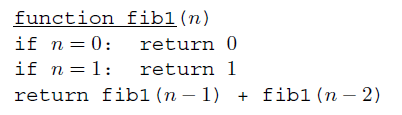 function fib1(n)
if n = 0: return 0
if n = 1: return 1
return fib1(n − 1) + fib1(n − 2)